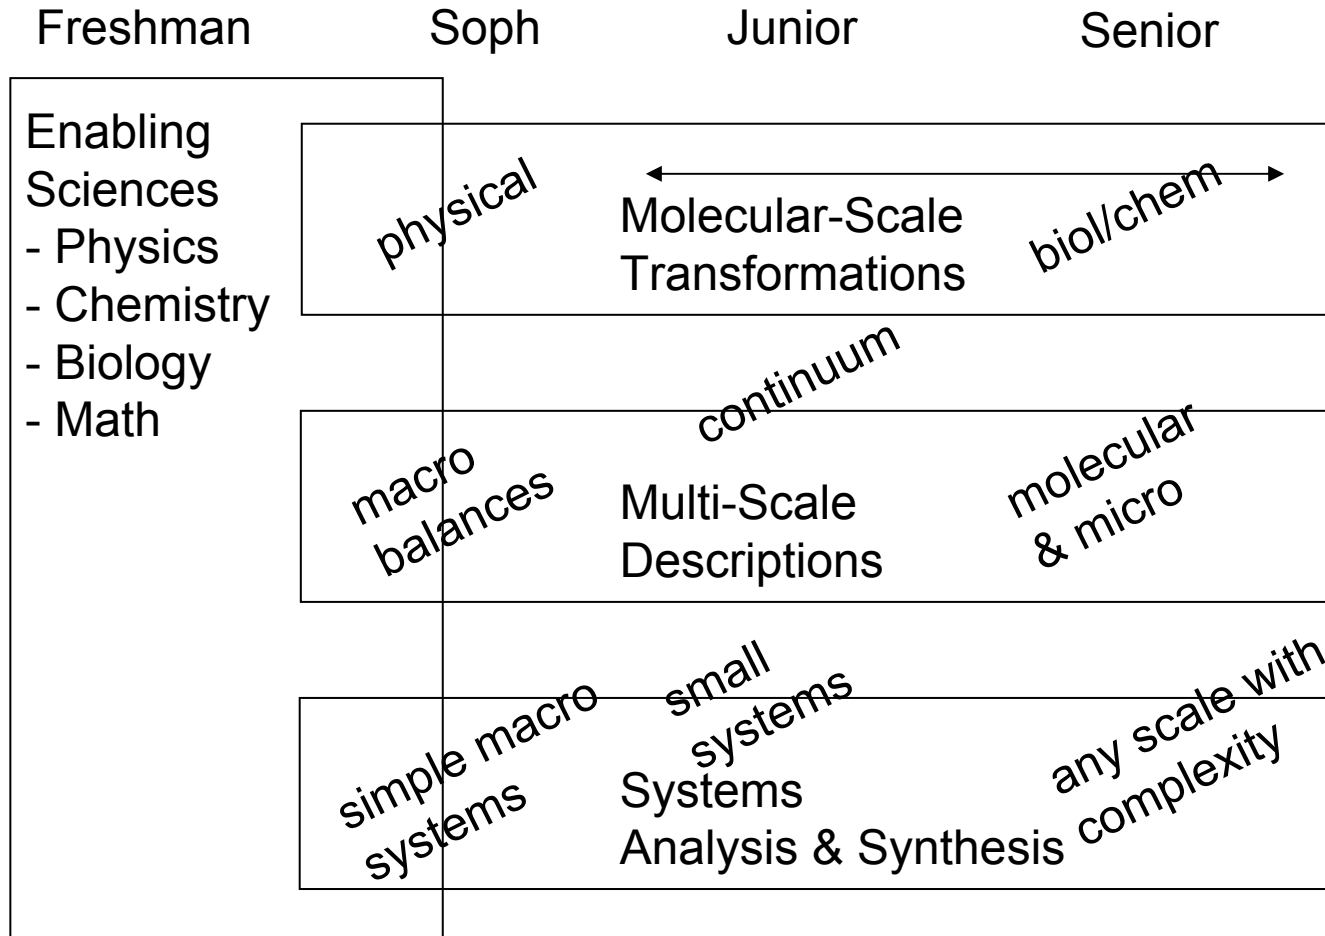 Freshman
Soph
Junior
Senior
Enabling
Sciences
- Physics
- Chemistry
- Biology
- Math
physical
Molecular-Scale
Transformations
biol/chem
continuum
macro
balances
Multi-Scale
Descriptions
molecular
& micro
simple macro
systems
small
systems
Systems
Analysis & Synthesis
any scale with
complexity